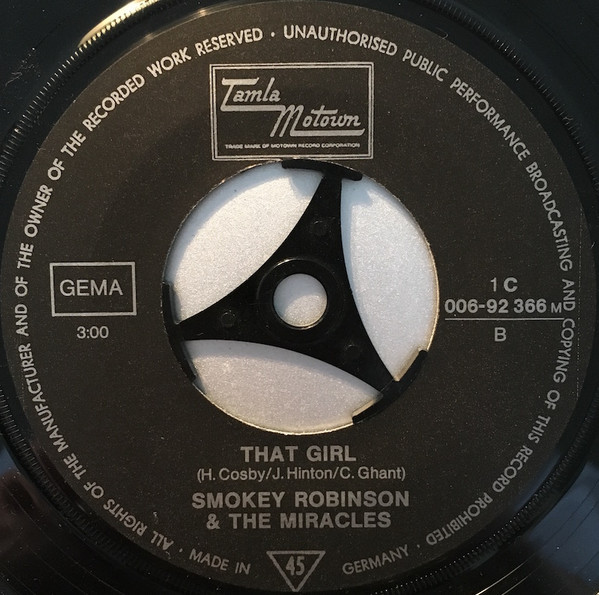 ALL RIGHTS OF THE MANUFACTURER AND OF THE OWNER OF THE RECORDED WORK RESERVED · UNAUTHORISED PUBLIC PERFORMANCE BROADCASTING AND COPYING OF THIS RECORD PROHIBITED
Tamla
Motown
TRADE MARK OF MOTOWN RECORD CORPORATION
GEMA
3:00
1 C
006-92 366 M
B
THAT GIRL
(H. Cosby/J. Hinton/C. Ghant)
SMOKEY ROBINSON
& THE MIRACLES
· MADE IN 45 GERMANY ·